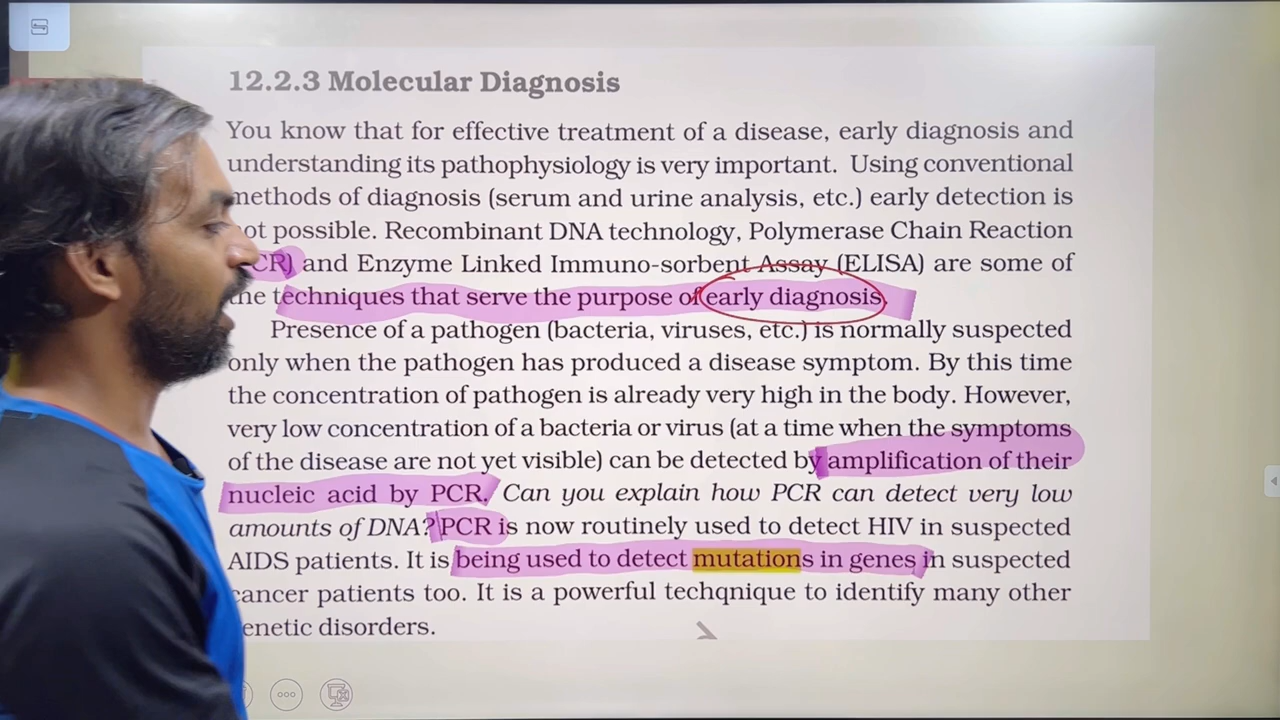 12.2.3 Molecular Diagnosis
You know that for effective treatment of a disease, early diagnosis and
understanding its pathophysiology is very important. Using conventional
methods of diagnosis (serum and urine analysis, etc.) early detection is
not possible. Recombinant DNA technology, Polymerase Chain Reaction
CR) and Enzyme Linked Immuno-sorbent Assay (ELISA) are some of
the techniques that serve the purpose of early diagnosis.
Presence of a pathogen (bacteria, viruses, etc.) is normally suspected
only when the pathogen has produced a disease symptom. By this time
the concentration of pathogen is already very high in the body. However,
very low concentration of a bacteria or virus (at a time when the symptoms
of the disease are not yet visible) can be detected by amplification of their
nucleic acid by PCR. Can you explain how PCR can detect very low
amounts of DNA? PCR is now routinely used to detect HIV in suspected
AIDS patients. It is being used to detect mutations in genes in suspected
cancer patients too. It is a powerful techqnique to identify many other
genetic disorders.